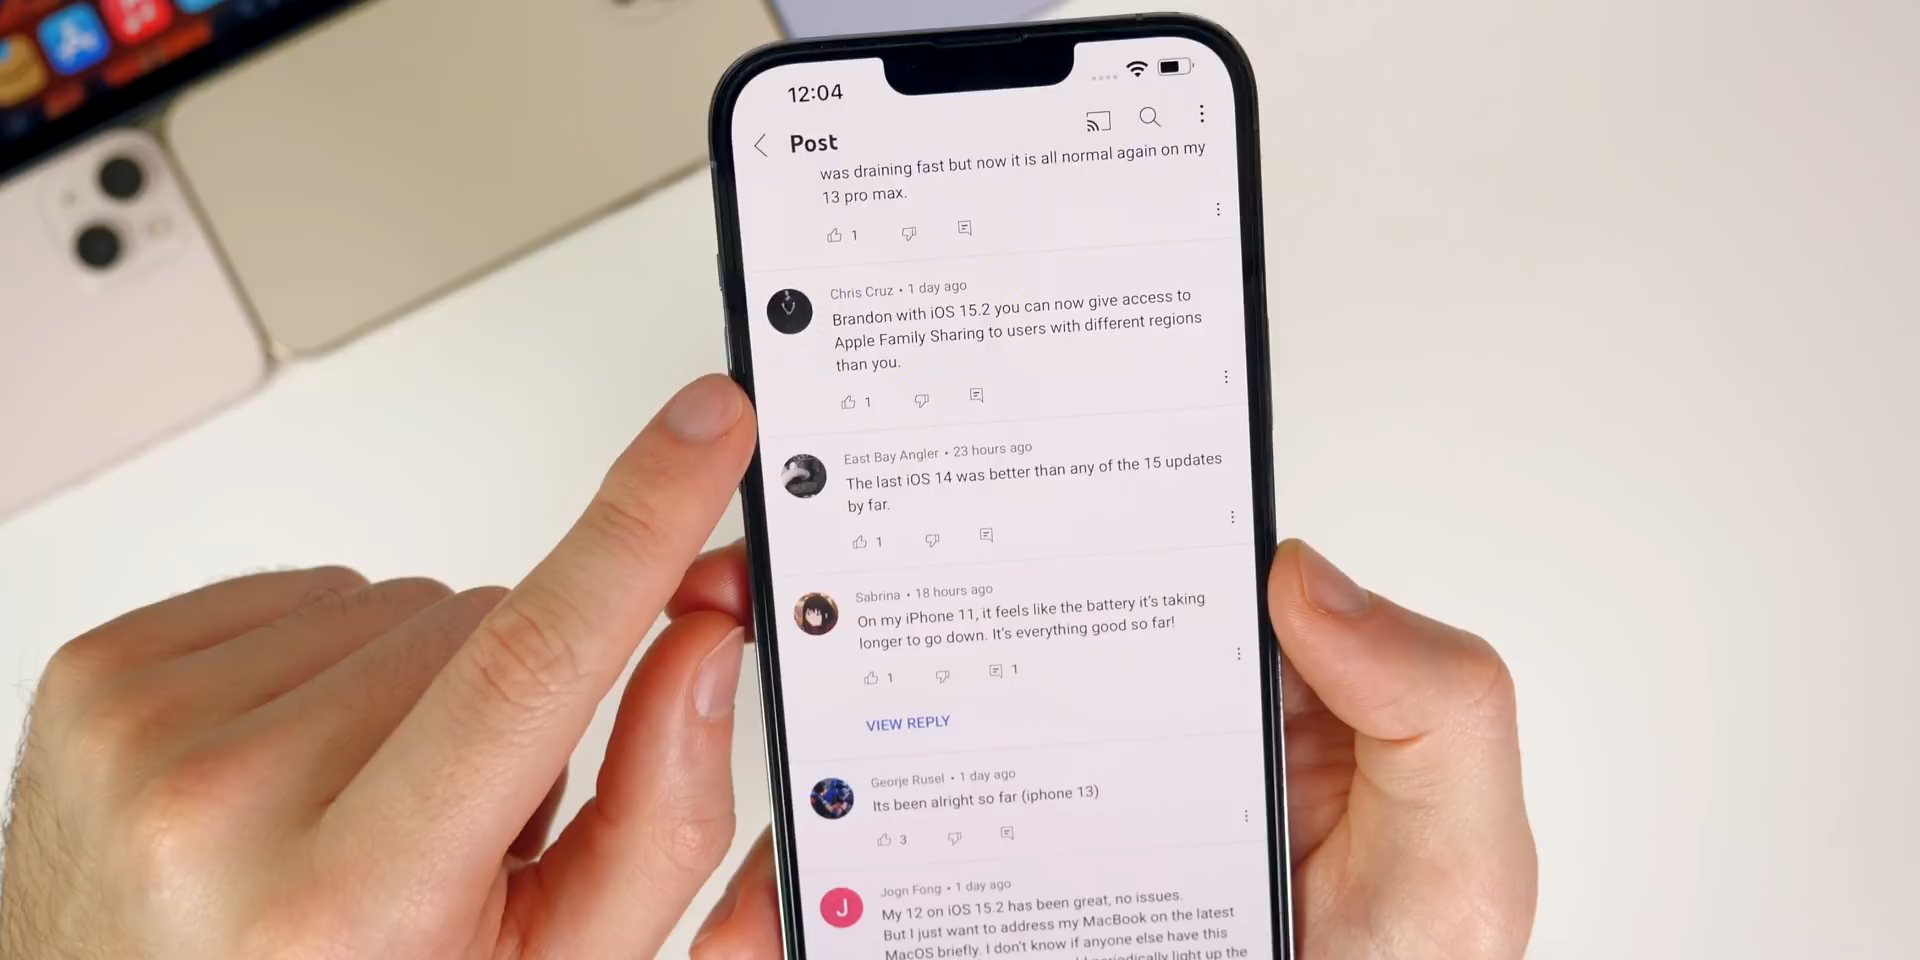 12:04
Post
was draining fast but now it is all normal again on my
13 pro max.
1
Chris Cruz • 1 day ago
Brandon with iOS 15.2 you can now give access to
Apple Family Sharing to users with different regions
than you.
1
East Bay Angler • 23 hours ago
The last iOS 14 was better than any of the 15 updates
by far.
1
Sabrina • 18 hours ago
On my iPhone 11, it feels like the battery it's taking
longer to go down. It's everything good so far!
1 1
VIEW REPLY
Georje Rusel • 1 day ago
Its been alright so far (iphone 13)
3
J
Jogn Fong • 1 day ago
My 12 on iOS 15.2 has been great, no issues.
But I just want to address my MacBook on the latest
MacOS briefly. I don't know if anyone else have this
periodically light up the